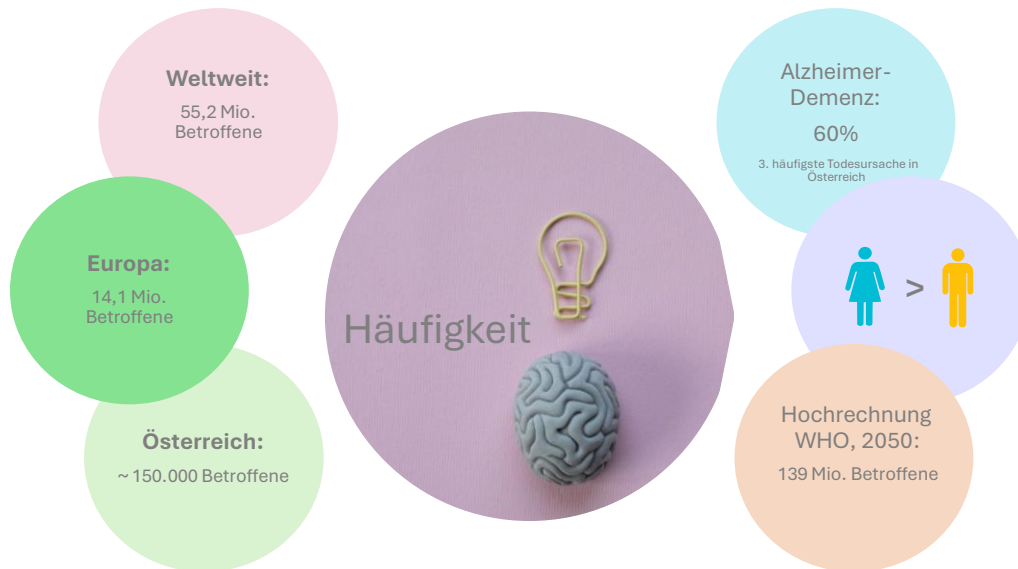 Weltweit:
55,2 Mio.
Betroffene
Europa:
14,1 Mio.
Betroffene
Österreich:
~ 150.000 Betroffene
Häufigkeit
Alzheimer-
Demenz:
60%
3. häufigste Todesursache in
Österreich
>
Hochrechnung
WHO, 2050:
139 Mio. Betroffene